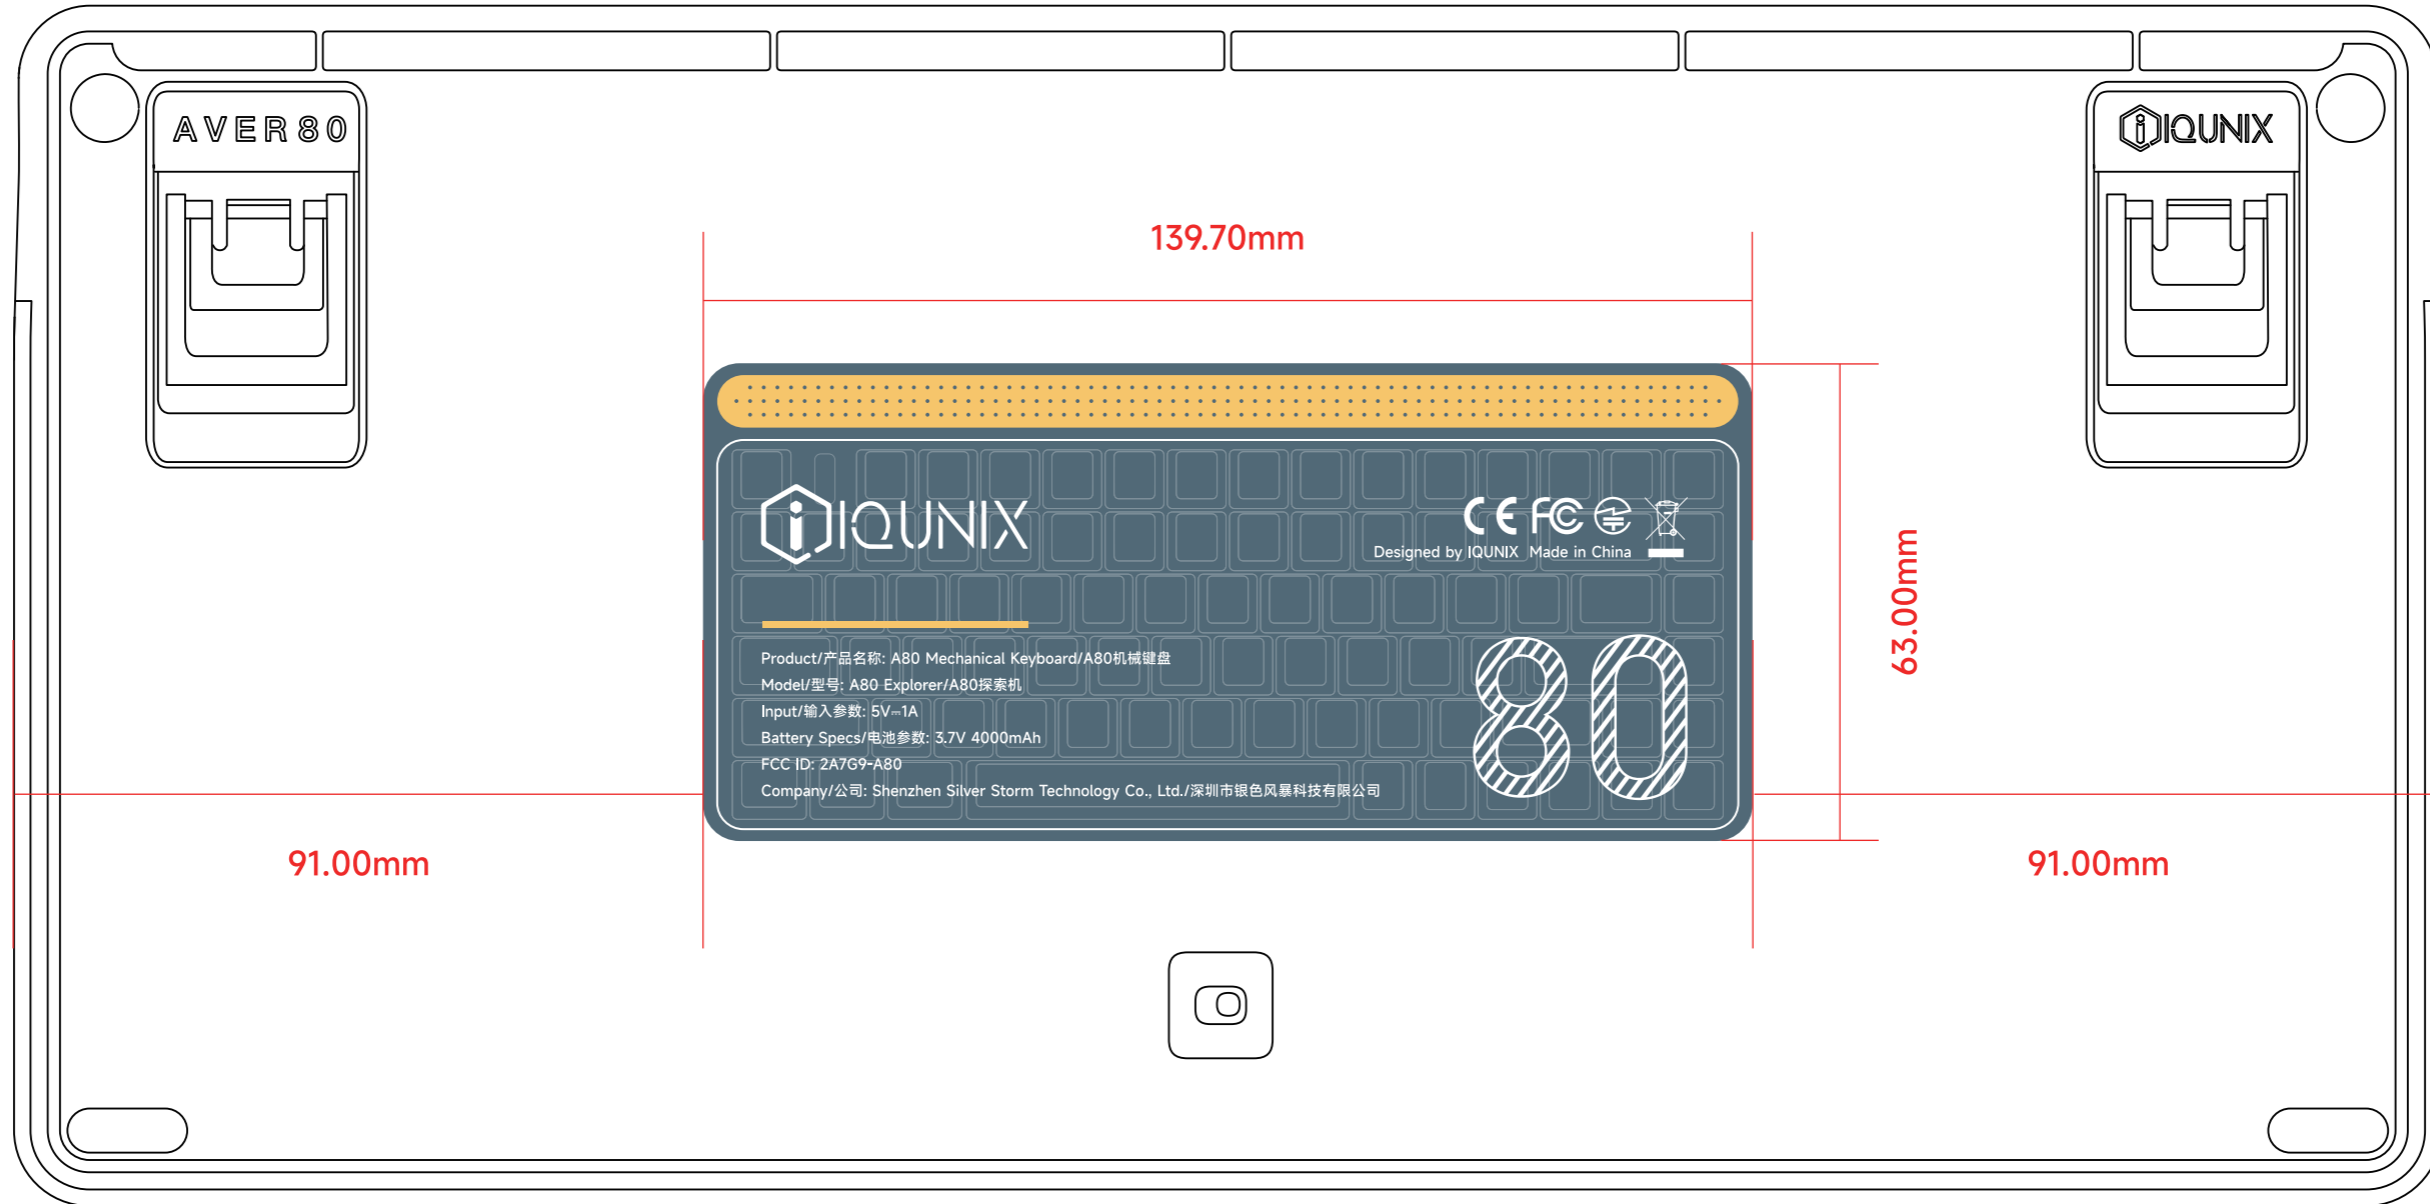 AVER80
IQUNIX
139.70mm
IQUNIX
CE FC
Designed by IQUNIX Made in China
63.00mm
Product/产品名称: A80 Mechanical Keyboard/A80机械键盘
Model/型号: A80 Explorer/A80探索机
Input/输入参数: 5V⎓1A
Battery Specs/电池参数: 3.7V 4000mAh
FCC ID: 2A7G9-A80
Company/公司: Shenzhen Silver Storm Technology Co., Ltd./深圳市银色风暴科技有限公司
80
91.00mm
91.00mm